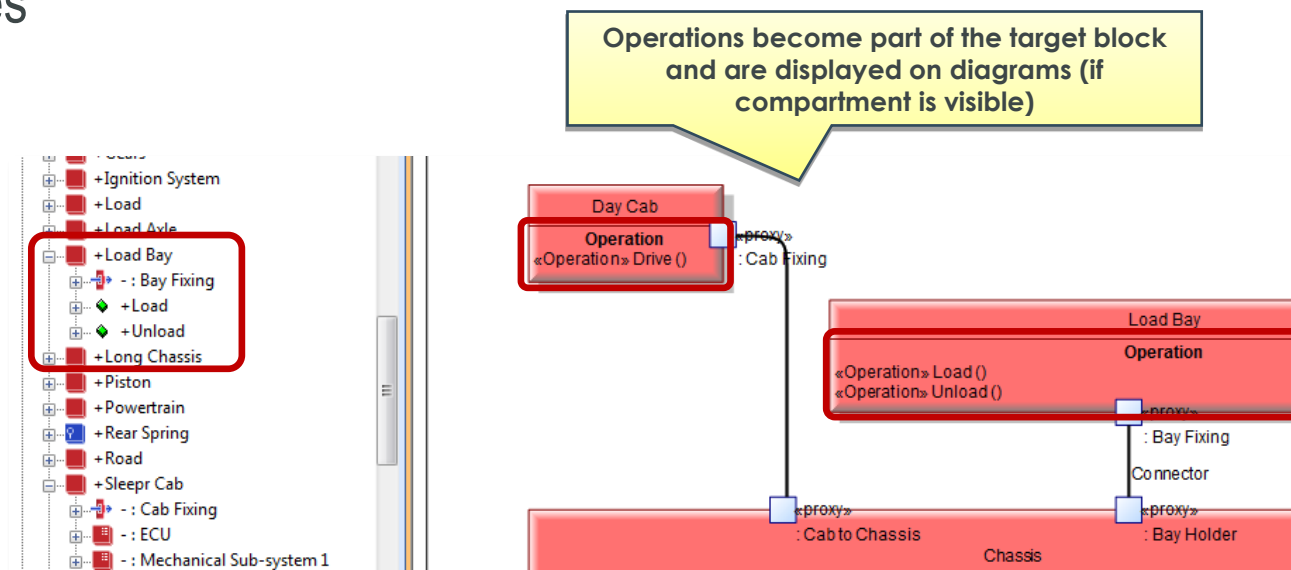 es
Operations become part of the target block
and are displayed on diagrams (if
compartment is visible)
+Ignition System
+Load
+Load Axle
+Load Bay
- : Bay Fixing
+Load
+Unload
+Long Chassis
+Piston
+Powertrain
+Rear Spring
+Road
+Sleepr Cab
- : Cab Fixing
- : ECU
- : Mechanical Sub-system 1
Day Cab
Operation
«Operation» Drive ()
«proxy»
: Cab Fixing
Load Bay
Operation
«Operation» Load ()
«Operation» Unload ()
«proxy»
: Bay Fixing
Connector
«proxy»
: Cab to Chassis
«proxy»
: Bay Holder
Chassis